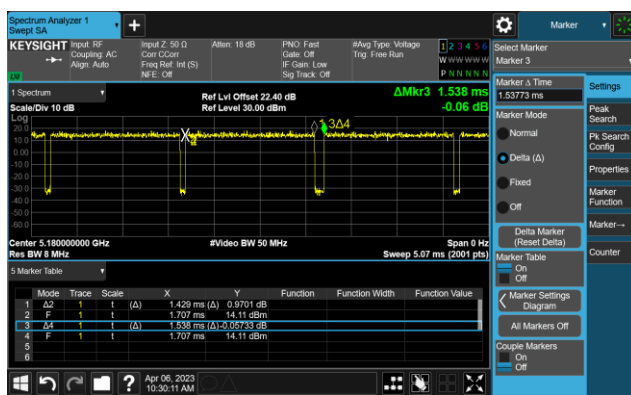 Spectrum Analyzer 1
Swept SA
Marker
KEYSIGHT
Input: RF
Coupling: AC
Align: Auto
Input Z: 50 Ω
Corr CCorr
Freq Ref: Int (S)
NFE: Off
Atten: 18 dB
PNO: Fast
Gate: Off
IF Gain: Low
Sig Track: Off
#Avg Type: Voltage
Trig: Free Run
1 2 3 4 5 6
W W W W W W
P N N N N N
Select Marker
Marker 3
1 Spectrum
Scale/Div 10 dB
Ref Lvl Offset 22.40 dB
Ref Level 30.00 dBm
ΔMkr3 1.538 ms
-0.06 dB
Log
20.0
10.0
0.00
-10.0
-20.0
-30.0
-40.0
-50.0
-60.0
3Δ4
Center 5.180000000 GHz
Res BW 8 MHz
#Video BW 50 MHz
Span 0 Hz
Sweep 5.07 ms (2001 pts)
5 Marker Table
Mode Trace Scale X Y Function Function Width Function Value
1 Δ2 1 t (Δ) 1.429 ms (Δ) 0.9701 dB
2 F 1 t 1.707 ms 14.11 dBm
3 Δ4 1 t (Δ) 1.538 ms (Δ) -0.05733 dB
4 F 1 t 1.707 ms 14.11 dBm
5
6
Marker Δ Time
1.53773 ms
Marker Mode
Normal
Delta (Δ)
Fixed
Off
Delta Marker
(Reset Delta)
Marker Table
On
Off
Marker Settings
Diagram
All Markers Off
Couple Markers
On
Off
Settings
Peak
Search
Pk Search
Config
Properties
Marker
Function
Marker→
Counter
Apr 06, 2023
10:30:11 AM